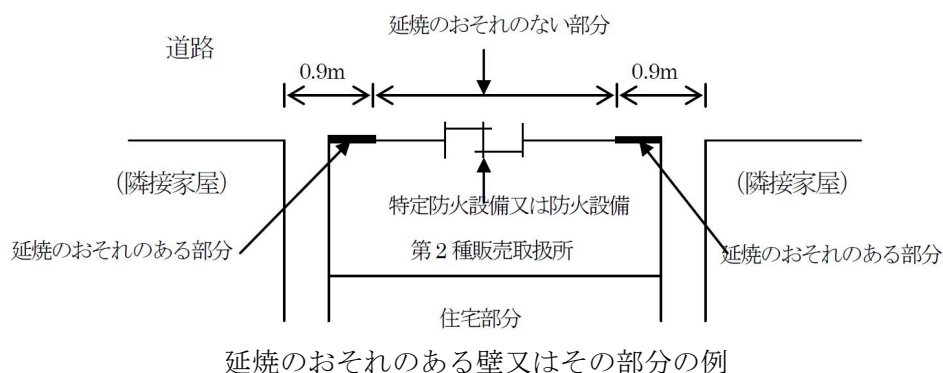 延焼のおそれのない部分
道路
0.9m
0.9m
(隣接家屋)
(隣接家屋)
特定防火設備又は防火設備
延焼のおそれのある部分
第2種販売取扱所
延焼のおそれのある部分
住宅部分
延焼のおそれのある壁又はその部分の例